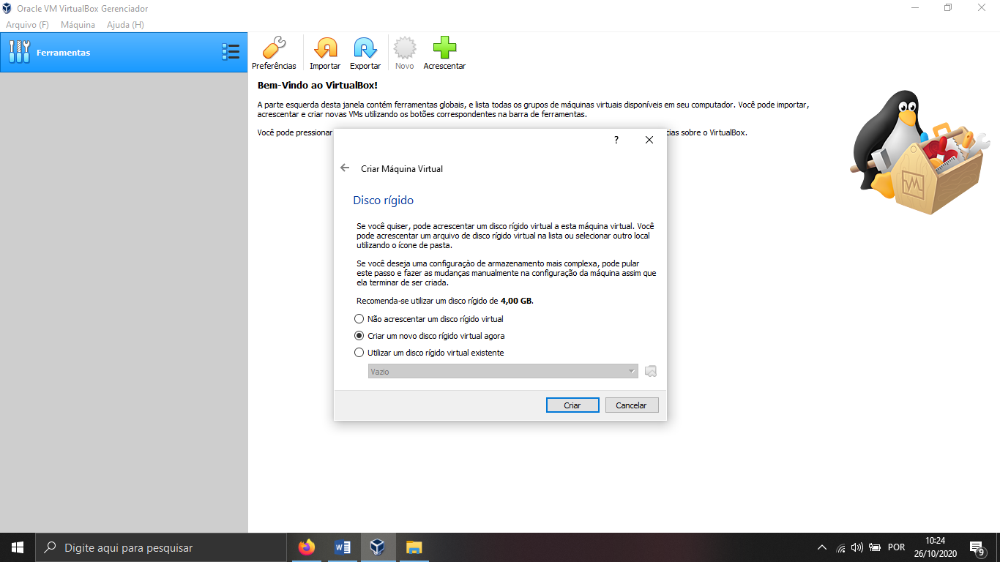 Oracle VM VirtualBox Gerenciador
Arquivo (F) Máquina Ajuda (H)
Ferramentas
Preferências Importar Exportar Novo Acrescentar
Bem-Vindo ao VirtualBox!
A parte esquerda desta janela contém ferramentas globais, e lista todas os grupos de máquinas virtuais disponíveis em seu computador. Você pode importar,
acrescentar e criar novas VMs utilizando os botões correspondentes na barra de ferramentas.
Você pode pressionar
cias sobre o VirtualBox.
?
Criar Máquina Virtual
Disco rígido
Se você quiser, pode acrescentar um disco rígido virtual a esta máquina virtual. Você
pode acrescentar um arquivo de disco rígido virtual na lista ou selecionar outro local
utilizando o ícone de pasta.
Se você deseja uma configuraçào de armazenamento mais complexa, pode pular
este passo e fazer as mudanças manualmente na configuração da máquina assim que
ela terminar de ser criada.
Recomenda-se utilizar um disco rígido de 4,00 GB.
Não acrescentar um disco rígido virtual
Criar um novo disco rígido virtual agora
Utilizar um disco rígido virtual existente
Vazio
Criar Cancelar
Digite aqui para pesquisar
POR
10:24
26/10/2020
9